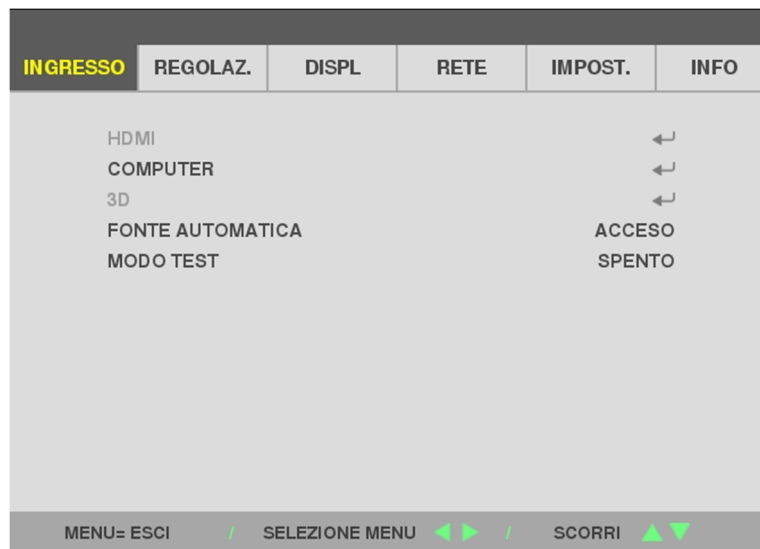 INGRESSO REGOLAZ. DISPL RETE IMPOST. INFO
HDMI
COMPUTER
3D
FONTE AUTOMATICA ACCESO
MODO TEST SPENTO
MENU= ESCI / SELEZIONE MENU / SCORRI